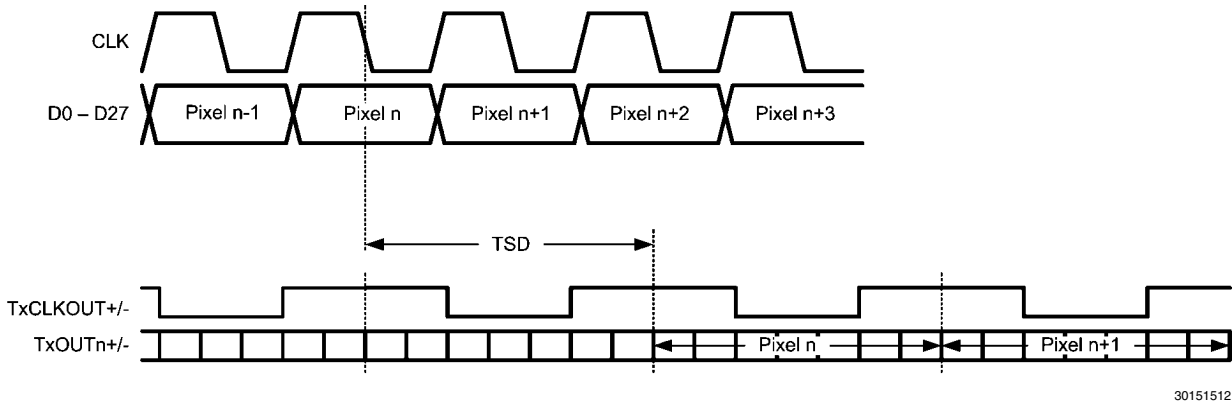 CLK
D0 – D27
Pixel n-1
Pixel n
Pixel n+1
Pixel n+2
Pixel n+3
TSD
TxCLKOUT+/-
TxOUTn+/-
Pixel n
Pixel n+1
30151512